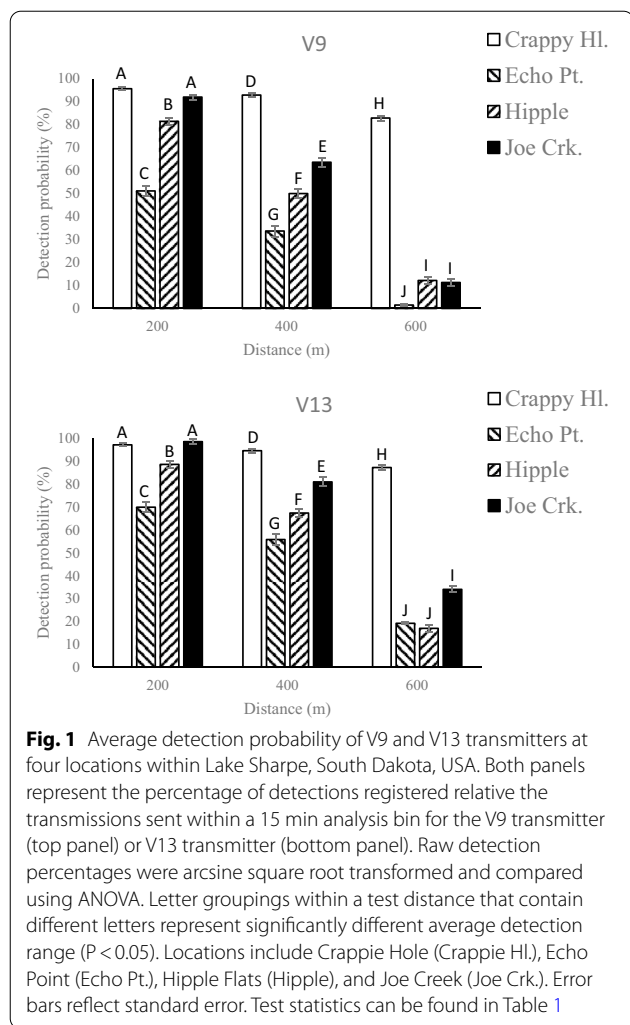 V9
Crappy Hl.
Echo Pt.
Hipple
Joe Crk.
Detection probability (%)
100
90
80
70
60
50
40
30
20
10
0
A C B A
D G F E
H J I I
200 400 600
Distance (m)
V13
Crappy Hl.
Echo Pt.
Hipple
Joe Crk.
Detection probability (%)
100
90
80
70
60
50
40
30
20
10
0
A C B A
D G F E
H J J I
200 400 600
Distance (m)
Fig. 1 Average detection probability of V9 and V13 transmitters at
four locations within Lake Sharpe, South Dakota, USA. Both panels
represent the percentage of detections registered relative the
transmissions sent within a 15 min analysis bin for the V9 transmitter
(top panel) or V13 transmitter (bottom panel). Raw detection
percentages were arcsine square root transformed and compared
using ANOVA. Letter groupings within a test distance that contain
different letters represent significantly different average detection
range (P < 0.05). Locations include Crappie Hole (Crappie Hl.), Echo
Point (Echo Pt.), Hipple Flats (Hipple), and Joe Creek (Joe Crk.). Error
bars reflect standard error. Test statistics can be found in Table 1